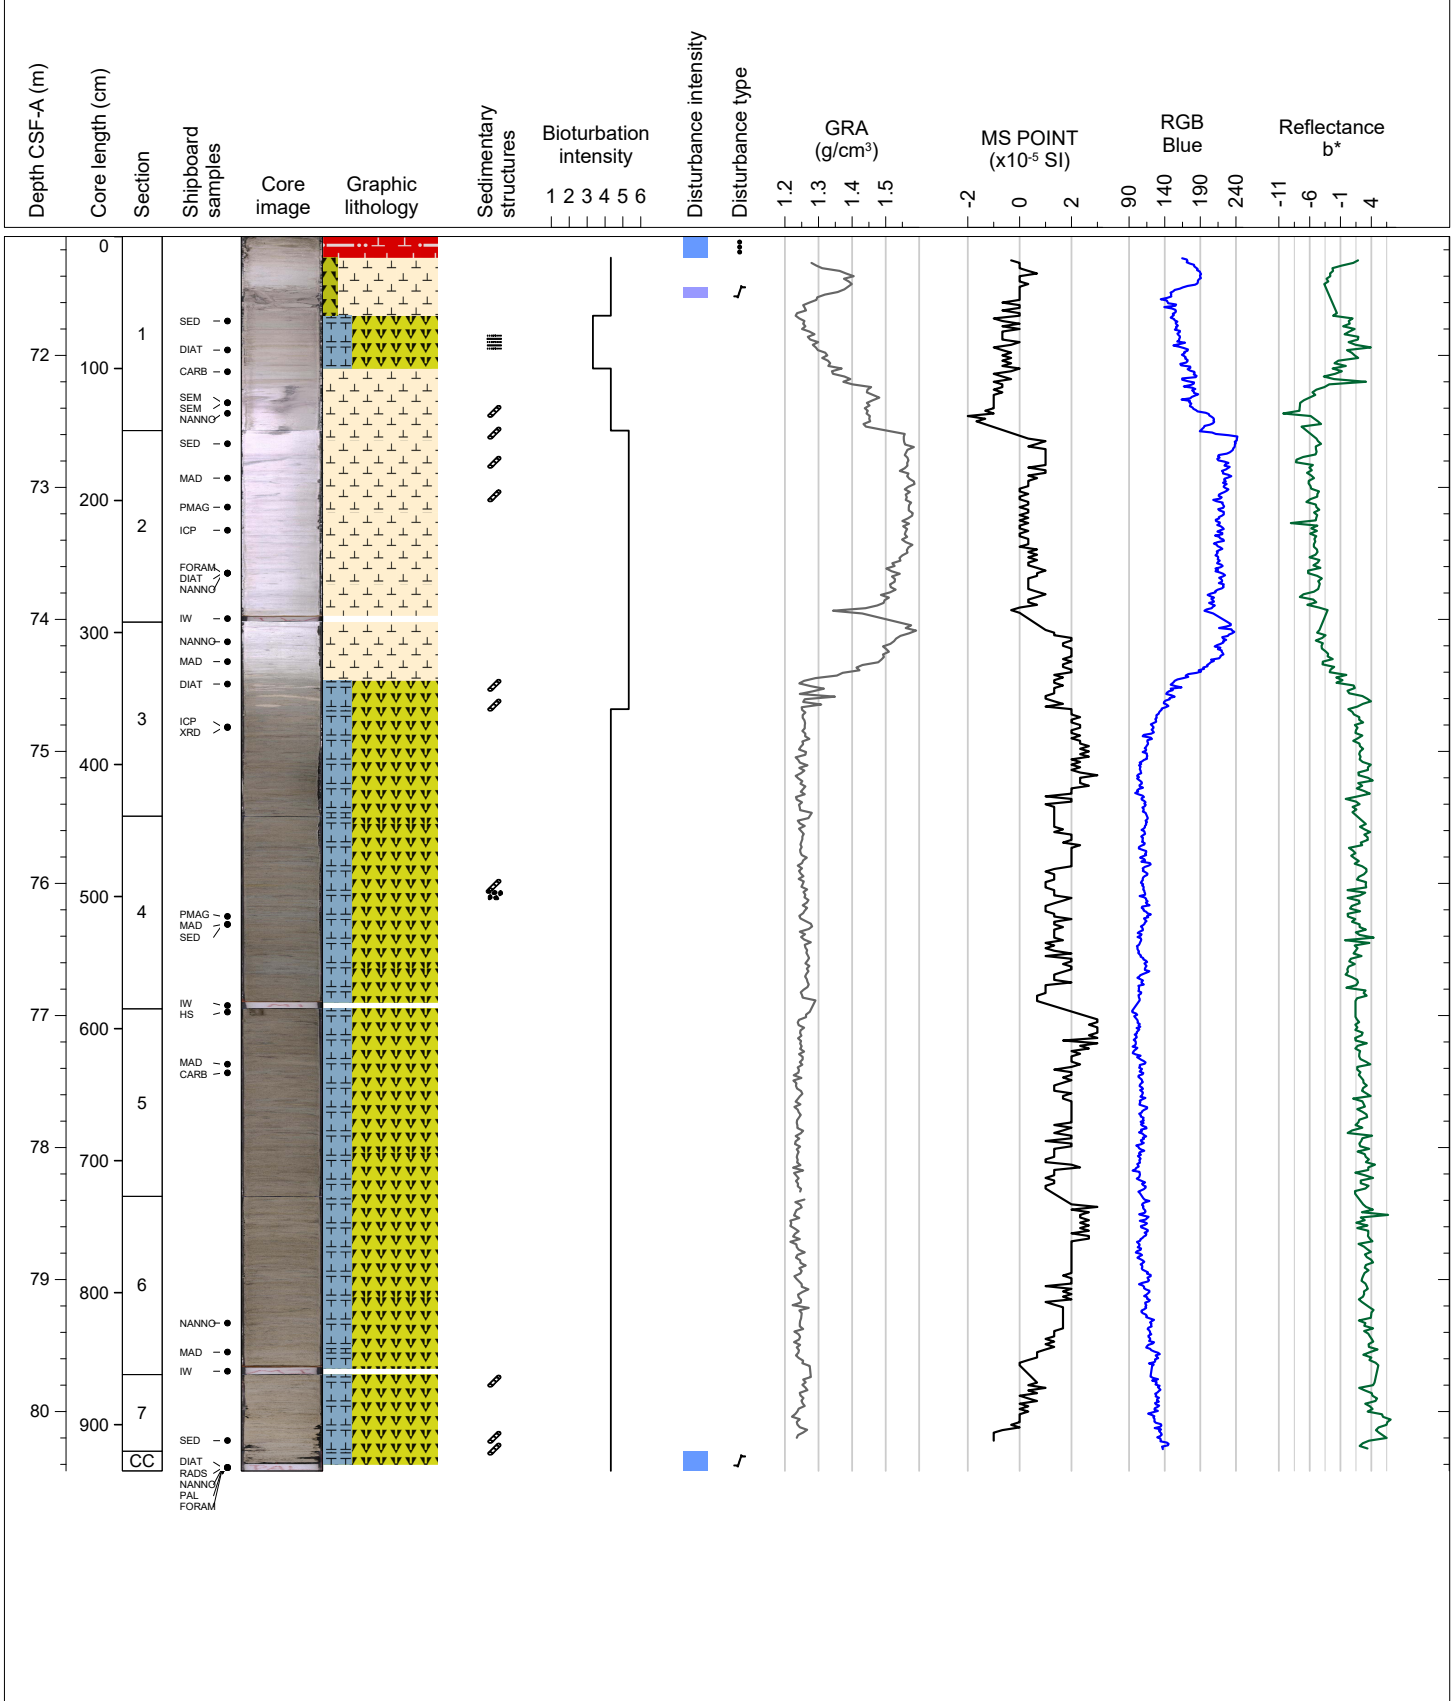 Depth CSF-A (m)
Core length (cm)
Section
Shipboard
samples
Core
image
Graphic
lithology
Sedimentary
structures
Bioturbation
intensity
1 2 3 4 5 6
Disturbance intensity
Disturbance type
GRA
(g/cm³)
1.2 1.3 1.4 1.5
MS POINT
(x10⁻⁵ SI)
-2 0 2
RGB
Blue
90 140 190 240
Reflectance
b*
-11 -6 -1 4
0
SED
1
DIAT
72
100
CARB
SEM
SEM
NANNO
SED
MAD
73
200
PMAG
2
ICP
FORAM
DIAT
NANNO
IW
74
300
NANNO
MAD
DIAT
3
ICP
XRD
75
400
76
500
4
PMAG
MAD
SED
IW
HS
77
600
MAD
CARB
5
78
700
79
6
800
NANNO
MAD
IW
80
7
900
SED
CC
DIAT
RADS
NANNO
PAL
FORAM